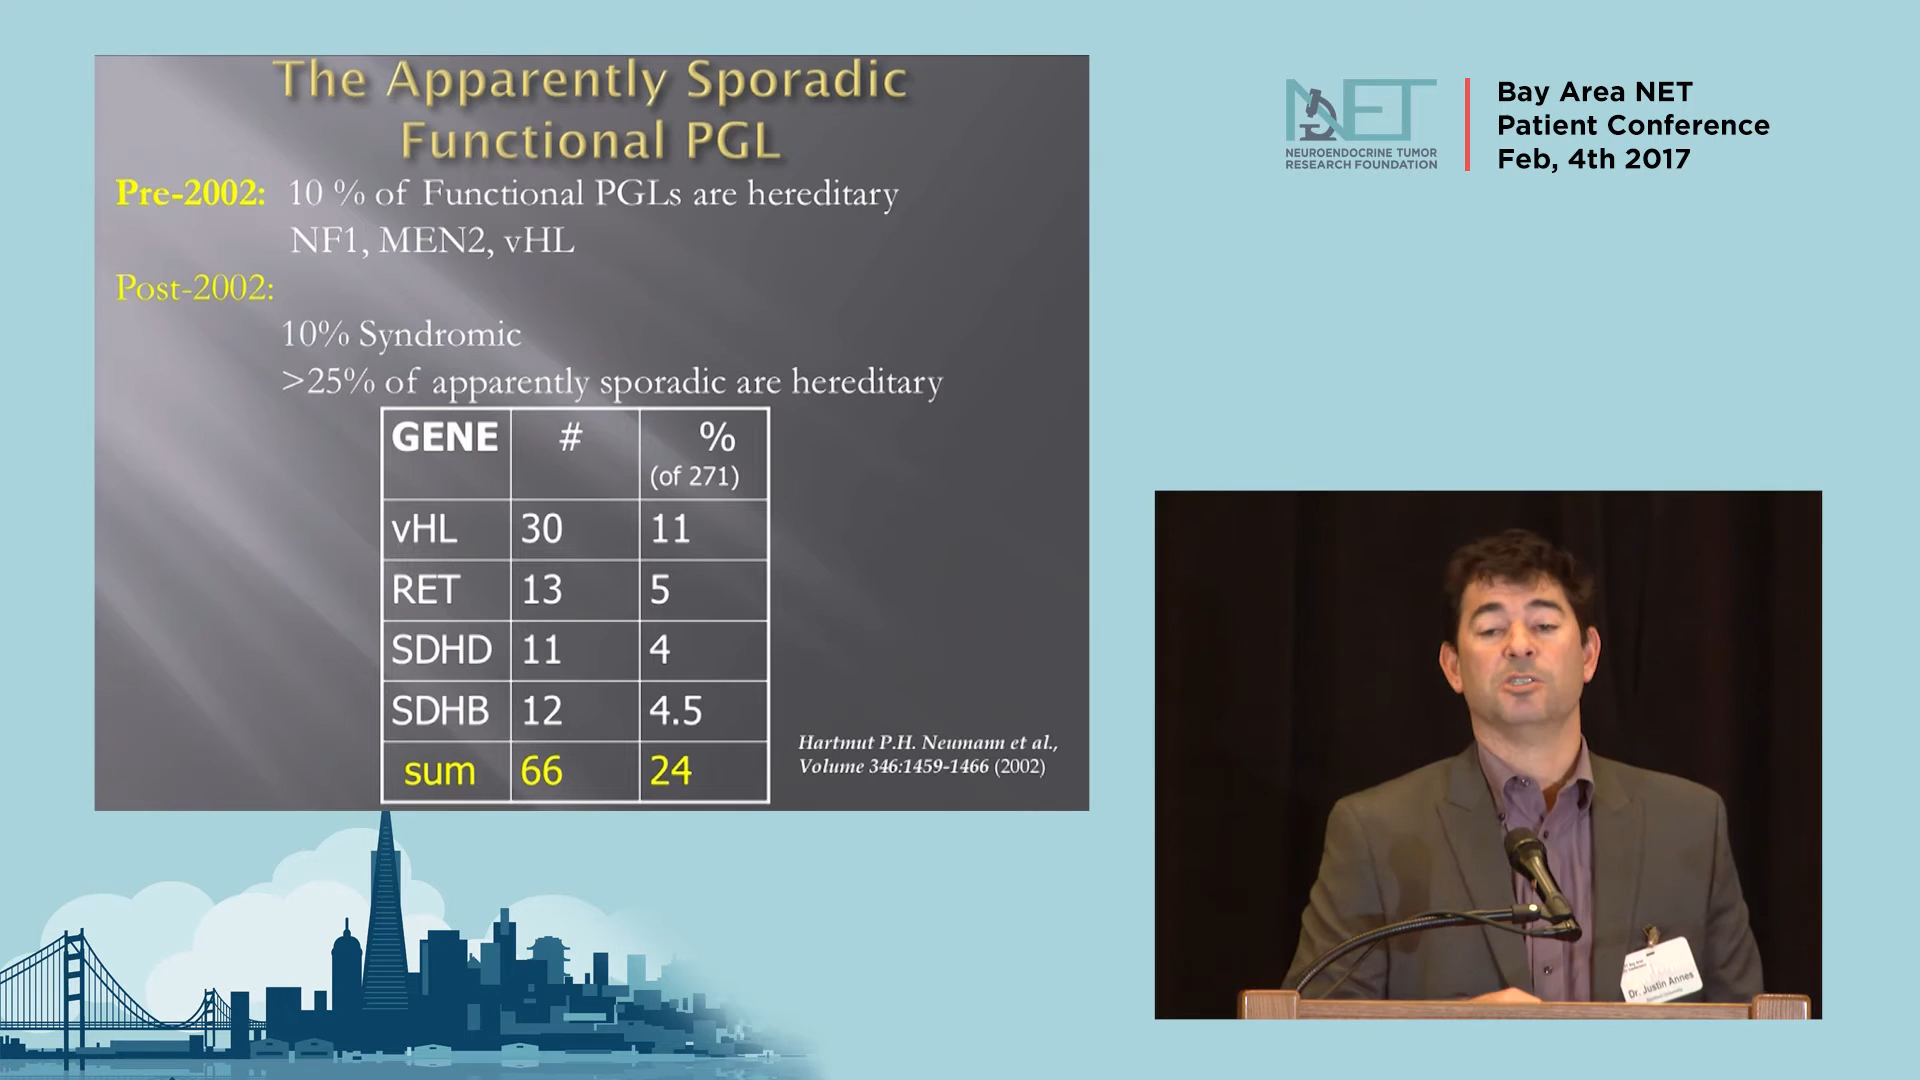 The Apparently Sporadic
Functional PGL
Pre-2002: 10 % of Functional PGLs are hereditary
NF1, MEN2, vHL
Post-2002:
10% Syndromic
>25% of apparently sporadic are hereditary
GENE # %
(of 271)
vHL 30 11
RET 13 5
SDHD 11 4
SDHB 12 4.5
sum 66 24
Hartmut P.H. Neumann et al.,
Volume 346:1459-1466 (2002)
NET
NEUROENDOCRINE TUMOR
RESEARCH FOUNDATION
Bay Area NET
Patient Conference
Feb, 4th 2017
Dr. Justin Annes